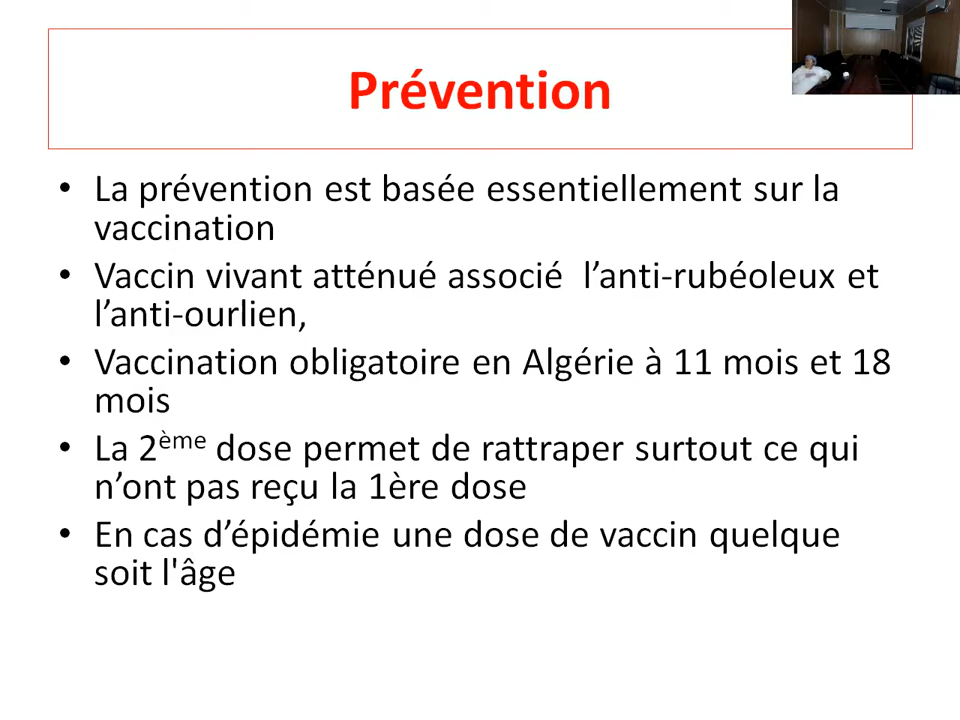 Prévention
• La prévention est basée essentiellement sur la
vaccination
• Vaccin vivant atténué associé  l’anti-rubéoleux et
l’anti-ourlien,
• Vaccination obligatoire en Algérie à 11 mois et 18
mois
• La 2ème dose permet de rattraper surtout ce qui
n’ont pas reçu la 1ère dose
• En cas d’épidémie une dose de vaccin quelque
soit l'âge